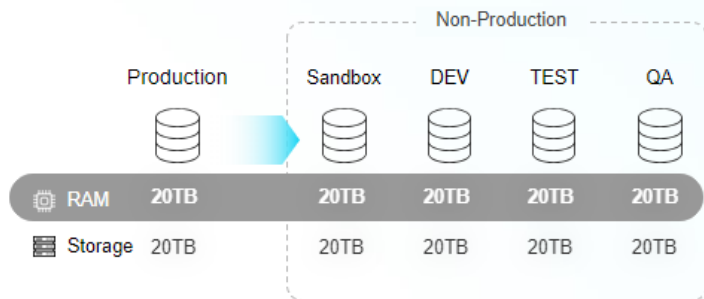 Non-Production
Production Sandbox DEV TEST QA
RAM 20TB 20TB 20TB 20TB 20TB
Storage 20TB 20TB 20TB 20TB 20TB